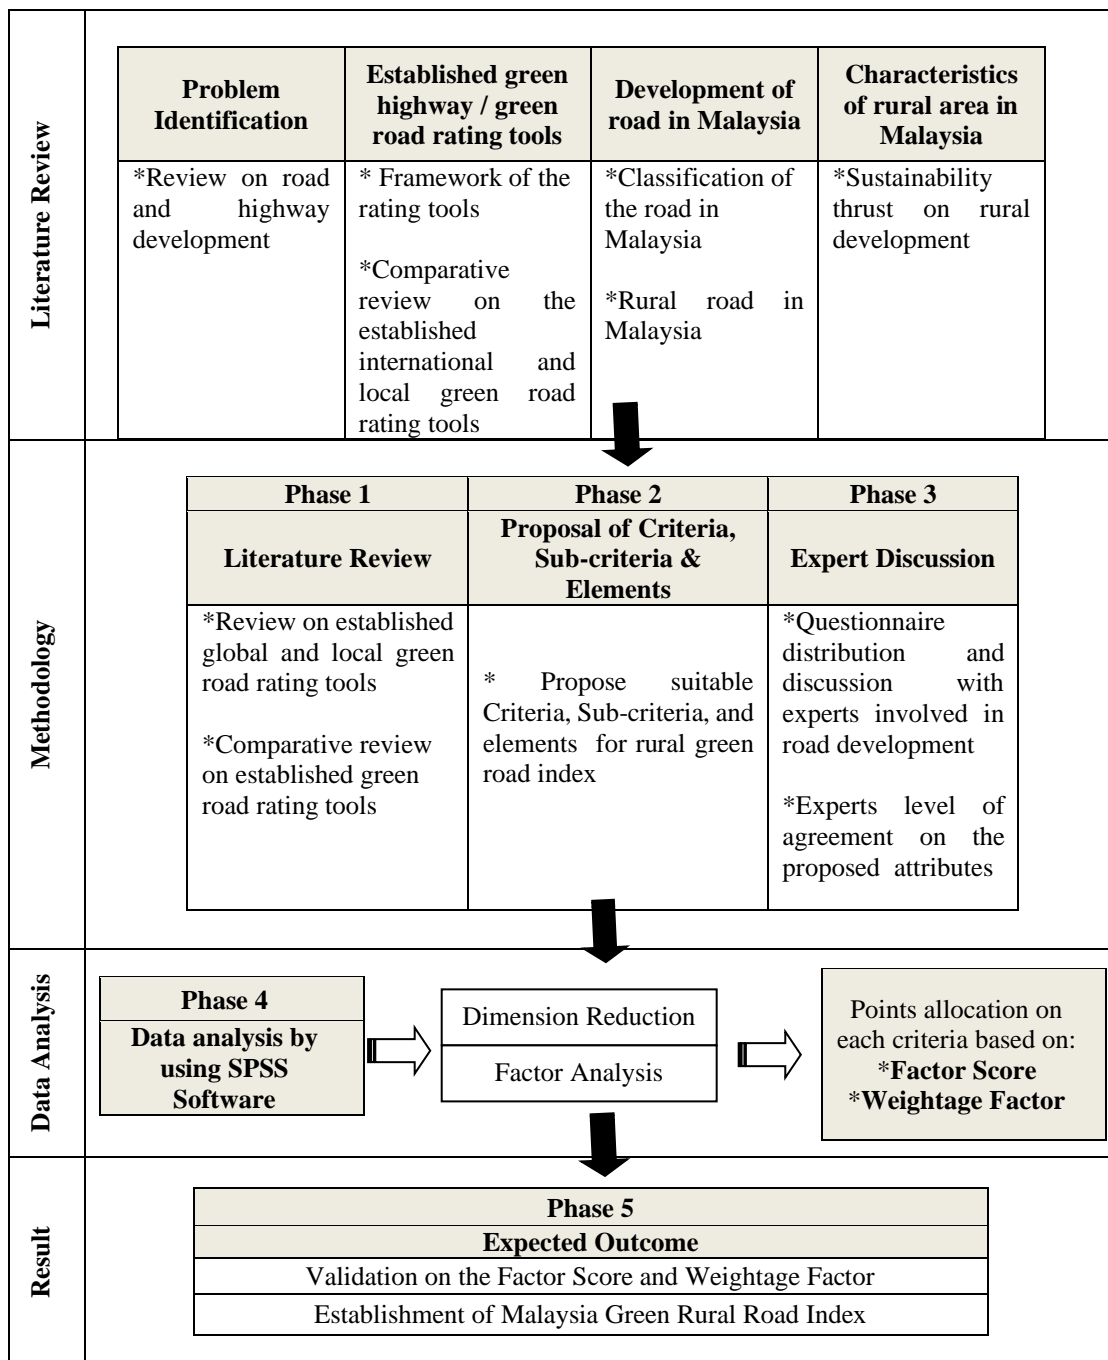 Literature Review
Problem
Identification
Established green
highway / green
road rating tools
Development of
road in Malaysia
Characteristics
of rural area in
Malaysia
*Review on road
and highway
development
* Framework of the
rating tools
*Comparative
review on the
established
international and
local green road
rating tools
*Classification of
the road in
Malaysia
*Rural road in
Malaysia
*Sustainability
thrust on rural
development
Methodology
Phase 1
Phase 2
Phase 3
Literature Review
Proposal of Criteria,
Sub-criteria &
Elements
Expert Discussion
*Review on established
global and local green
road rating tools
*Comparative review
on established green
road rating tools
* Propose suitable
Criteria, Sub-criteria, and
elements for rural green
road index
*Questionnaire
distribution and
discussion with
experts involved in
road development
*Experts level of
agreement on the
proposed attributes
Data Analysis
Phase 4
Data analysis by
using SPSS
Software
Dimension Reduction
Factor Analysis
Points allocation on
each criteria based on:
*Factor Score
*Weightage Factor
Result
Phase 5
Expected Outcome
Validation on the Factor Score and Weightage Factor
Establishment of Malaysia Green Rural Road Index